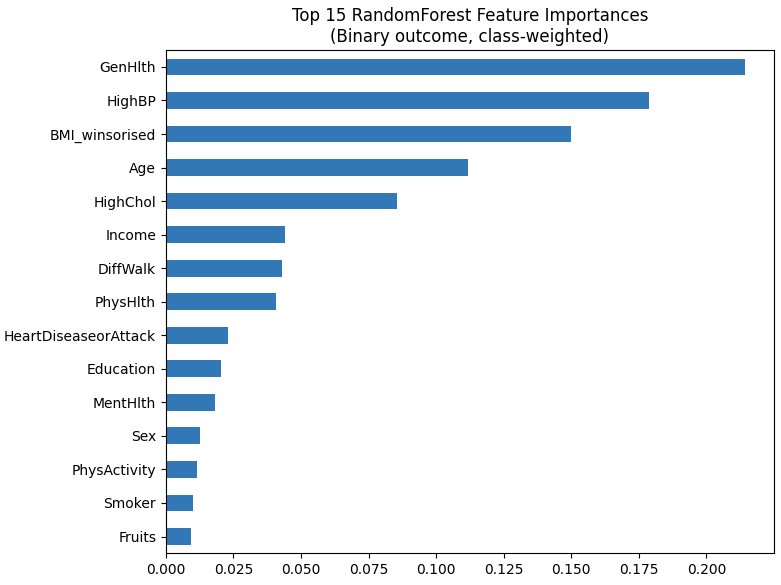 Top 15 RandomForest Feature Importances
(Binary outcome, class-weighted)
GenHlth
HighBP
BMI_winsorised
Age
HighChol
Income
DiffWalk
PhysHlth
HeartDiseaseorAttack
Education
MentHlth
Sex
PhysActivity
Smoker
Fruits
0.000 0.025 0.050 0.075 0.100 0.125 0.150 0.175 0.200